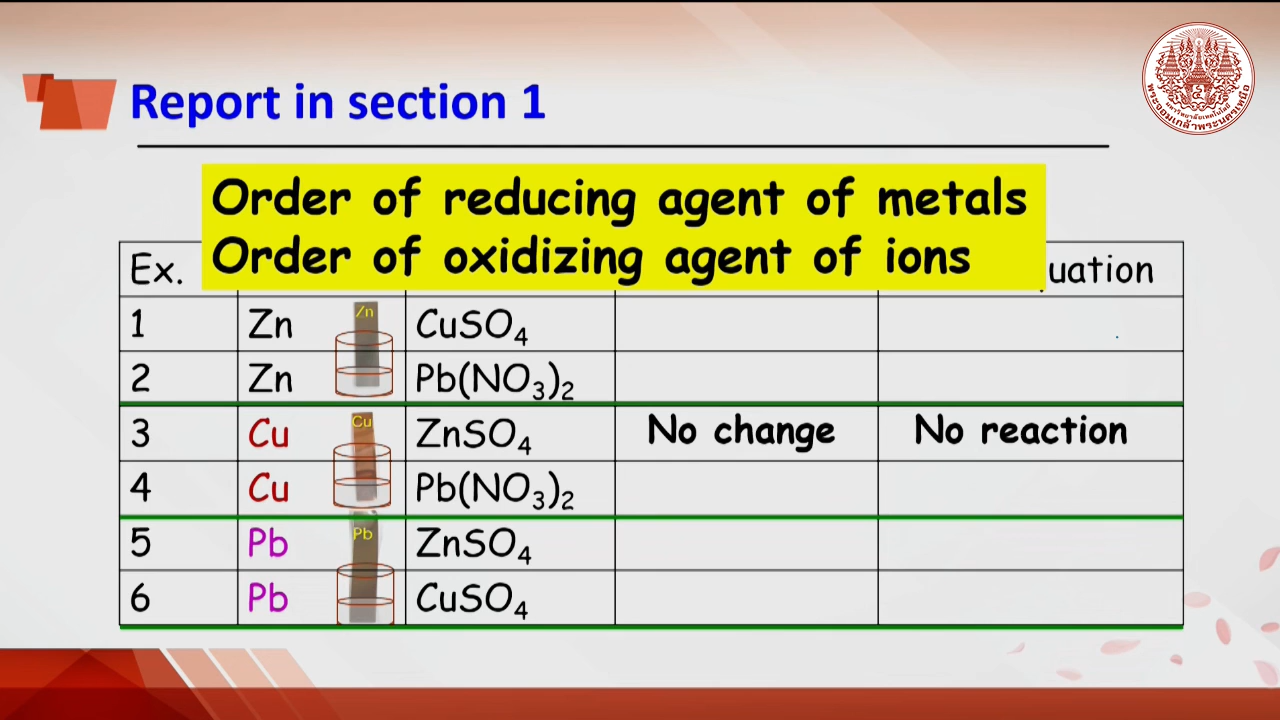 Report in section 1
Order of reducing agent of metals
Order of oxidizing agent of ions
Ex. uation
1 Zn Zn CuSO₄
2 Zn Pb(NO₃)₂
3 Cu Cu ZnSO₄ No change No reaction
4 Cu Pb(NO₃)₂
5 Pb Pb ZnSO₄
6 Pb CuSO₄